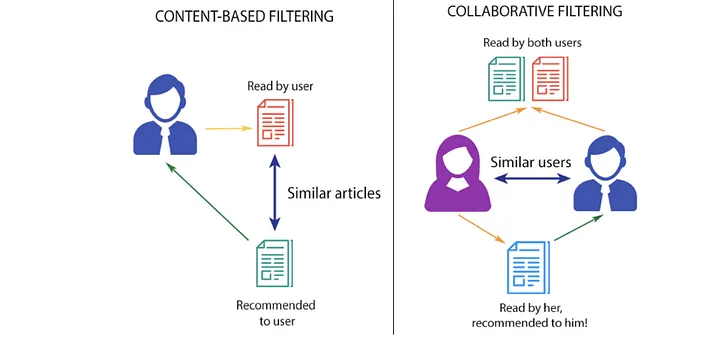 CONTENT-BASED FILTERING
Read by user
Similar articles
Recommended
to user
COLLABORATIVE FILTERING
Read by both users
Similar users
Read by her,
recommended to him!